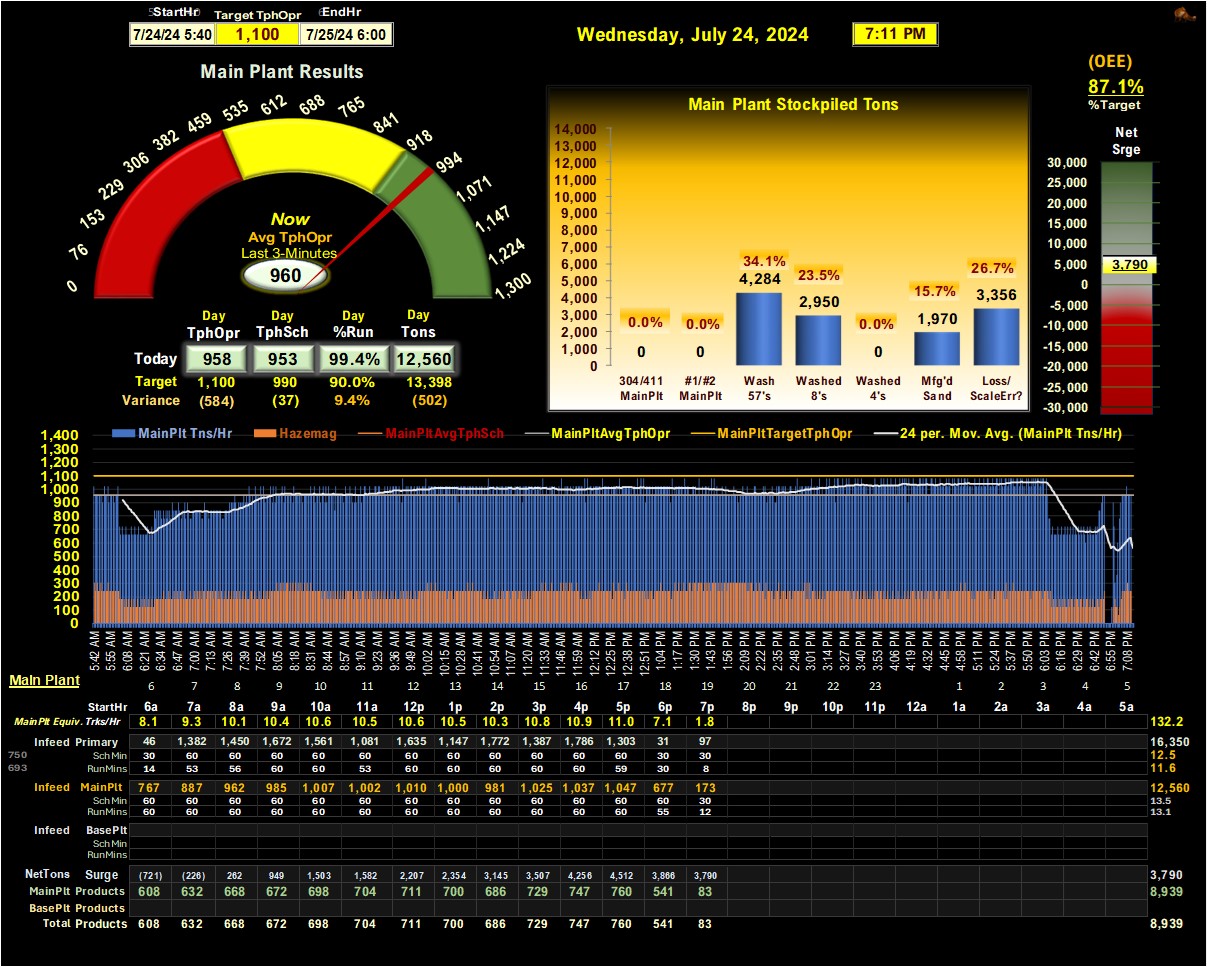 StartHr Target TphOpr EndHr
7/24/24 5:40 1,100 7/25/24 6:00
Wednesday, July 24, 2024 7:11 PM
(OEE)
87.1%
%Target
Main Plant Results
0 76 153 229 306 382 459 535 612 688 765 841 918 994 1,071 1,147 1,224 1,300
Now
Avg TphOpr
Last 3-Minutes
960
Day Day Day Day
TphOpr TphSch %Run Tons
Today 958 953 99.4% 12,560
Target 1,100 990 90.0% 13,398
Variance (584) (37) 9.4% (502)
Main Plant Stockpiled Tons
14,000
13,000
12,000
11,000
10,000
9,000
8,000
7,000
6,000
5,000
4,000
3,000
2,000
1,000
0
0.0% 0.0% 34.1% 23.5% 0.0% 15.7% 26.7%
0 0 4,284 2,950 0 1,970 3,356
304/411 #1/#2 Wash Washed Washed Mfg'd Loss/
MainPlt MainPlt 57's 8's 4's Sand ScaleErr?
Net
Srge
30,000
25,000
20,000
15,000
10,000
5,000
0
-5,000
-10,000
-15,000
-20,000
-25,000
-30,000
3,790
MainPlt Tns/Hr Hazemag MainPltAvgTphSch MainPltAvgTphOpr MainPltTargetTphOpr 24 per. Mov. Avg. (MainPlt Tns/Hr)
1,400
1,300
1,200
1,100
1,000
900
800
700
600
500
400
300
200
100
0
5:42 AM 5:55 AM 6:08 AM 6:21 AM 6:34 AM 6:47 AM 7:00 AM 7:13 AM 7:26 AM 7:39 AM 7:52 AM 8:05 AM 8:18 AM 8:31 AM 8:44 AM 8:57 AM 9:10 AM 9:23 AM 9:36 AM 9:49 AM 10:02 AM 10:15 AM 10:28 AM 10:41 AM 10:54 AM 11:07 AM 11:20 AM 11:33 AM 11:46 AM 11:59 AM 12:12 PM 12:25 PM 12:38 PM 12:51 PM 1:04 PM 1:17 PM 1:30 PM 1:43 PM 1:56 PM 2:09 PM 2:22 PM 2:35 PM 2:48 PM 3:01 PM 3:14 PM 3:27 PM 3:40 PM 3:53 PM 4:06 PM 4:19 PM 4:32 PM 4:45 PM 4:58 PM 5:11 PM 5:24 PM 5:37 PM 5:50 PM 6:03 PM 6:16 PM 6:29 PM 6:42 PM 6:55 PM 7:08 PM
Main Plant
6 7 8 9 10 11 12 13 14 15 16 17 18 19 20 21 22 23 1 2 3 4 5
StartHr 6a 7a 8a 9a 10a 11a 12p 1p 2p 3p 4p 5p 6p 7p 8p 9p 10p 11p 12a 1a 2a 3a 4a 5a
MainPlt Equiv. Trks/Hr 8.1 9.3 10.1 10.4 10.6 10.5 10.6 10.5 10.3 10.8 10.9 11.0 7.1 1.8 132.2
Infeed Primary 46 1,382 1,450 1,672 1,561 1,081 1,635 1,147 1,772 1,387 1,786 1,303 31 97 16,350
750 SchMin 30 60 60 60 60 60 60 60 60 60 60 60 30 30 12.5
693 RunMins 14 53 56 60 60 53 60 60 60 60 60 59 30 8 11.6
Infeed MainPlt 767 887 962 985 1,007 1,002 1,010 1,000 981 1,025 1,037 1,047 677 173 12,560
SchMin 60 60 60 60 60 60 60 60 60 60 60 60 60 30 13.5
RunMins 60 60 60 60 60 60 60 60 60 60 60 60 55 12 13.1
Infeed BasePlt
SchMin
RunMins
NetTons Surge (721) (226) 262 949 1,503 1,582 2,207 2,354 3,145 3,507 4,256 4,512 3,866 3,790 3,790
MainPlt Products 608 632 668 672 698 704 711 700 686 729 747 760 541 83 8,939
BasePlt Products
Total Products 608 632 668 672 698 704 711 700 686 729 747 760 541 83 8,939